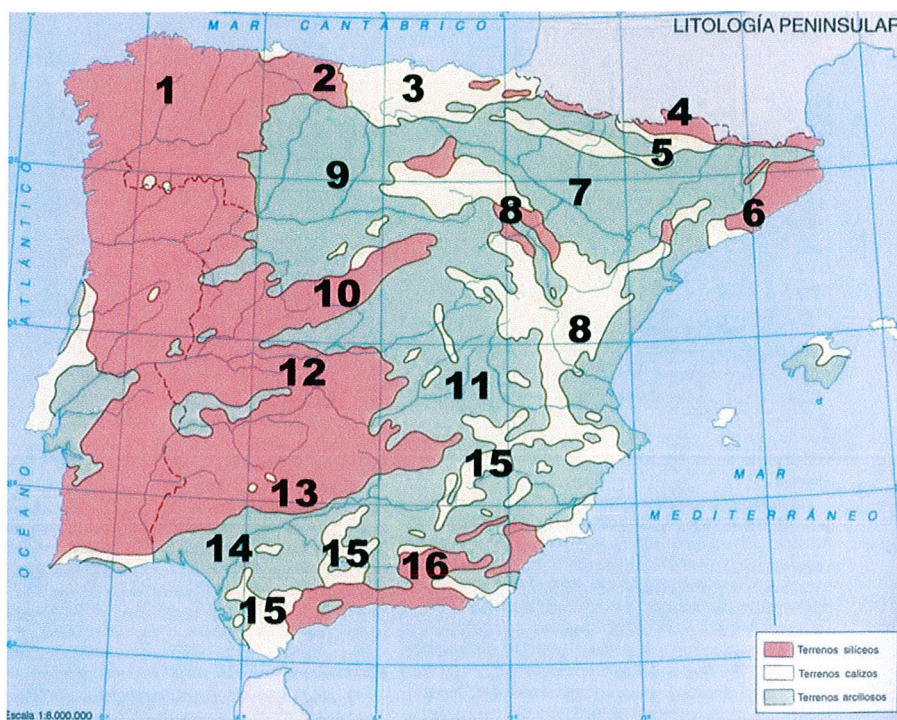 MAR CANTÁBRICO
LITOLOGÍA PENINSULAR
1
2
3
4
5
6
7
8
8
9
10
11
12
13
14
15
15
15
16
OCÉANO ATLÁNTICO
MAR MEDITERRÁNEO
Terrenos silíceos
Terrenos calizos
Terrenos arcillosos
Escala 1:8.000.000